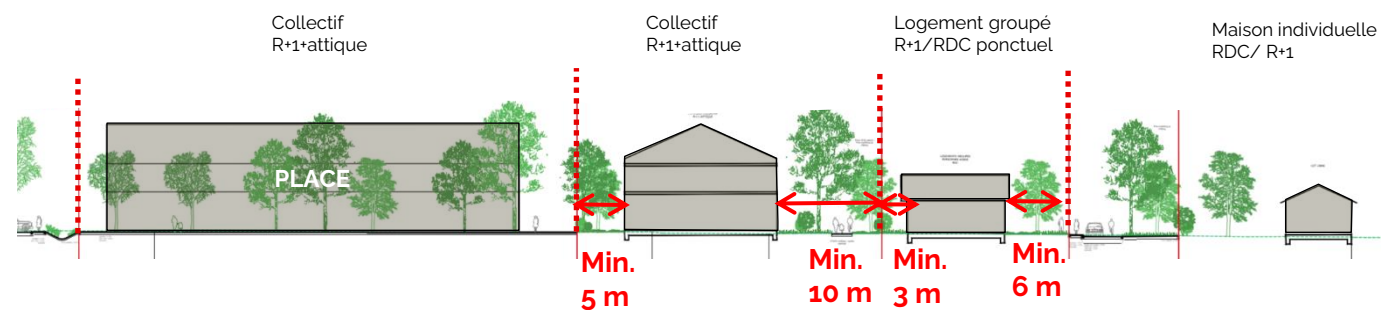 Collectif
R+1+attique
Collectif
R+1+attique
Logement groupé
R+1/RDC ponctuel
Maison individuelle
RDC/ R+1
PLACE
Min.
5 m
Min.
10 m
Min.
3 m
Min.
6 m